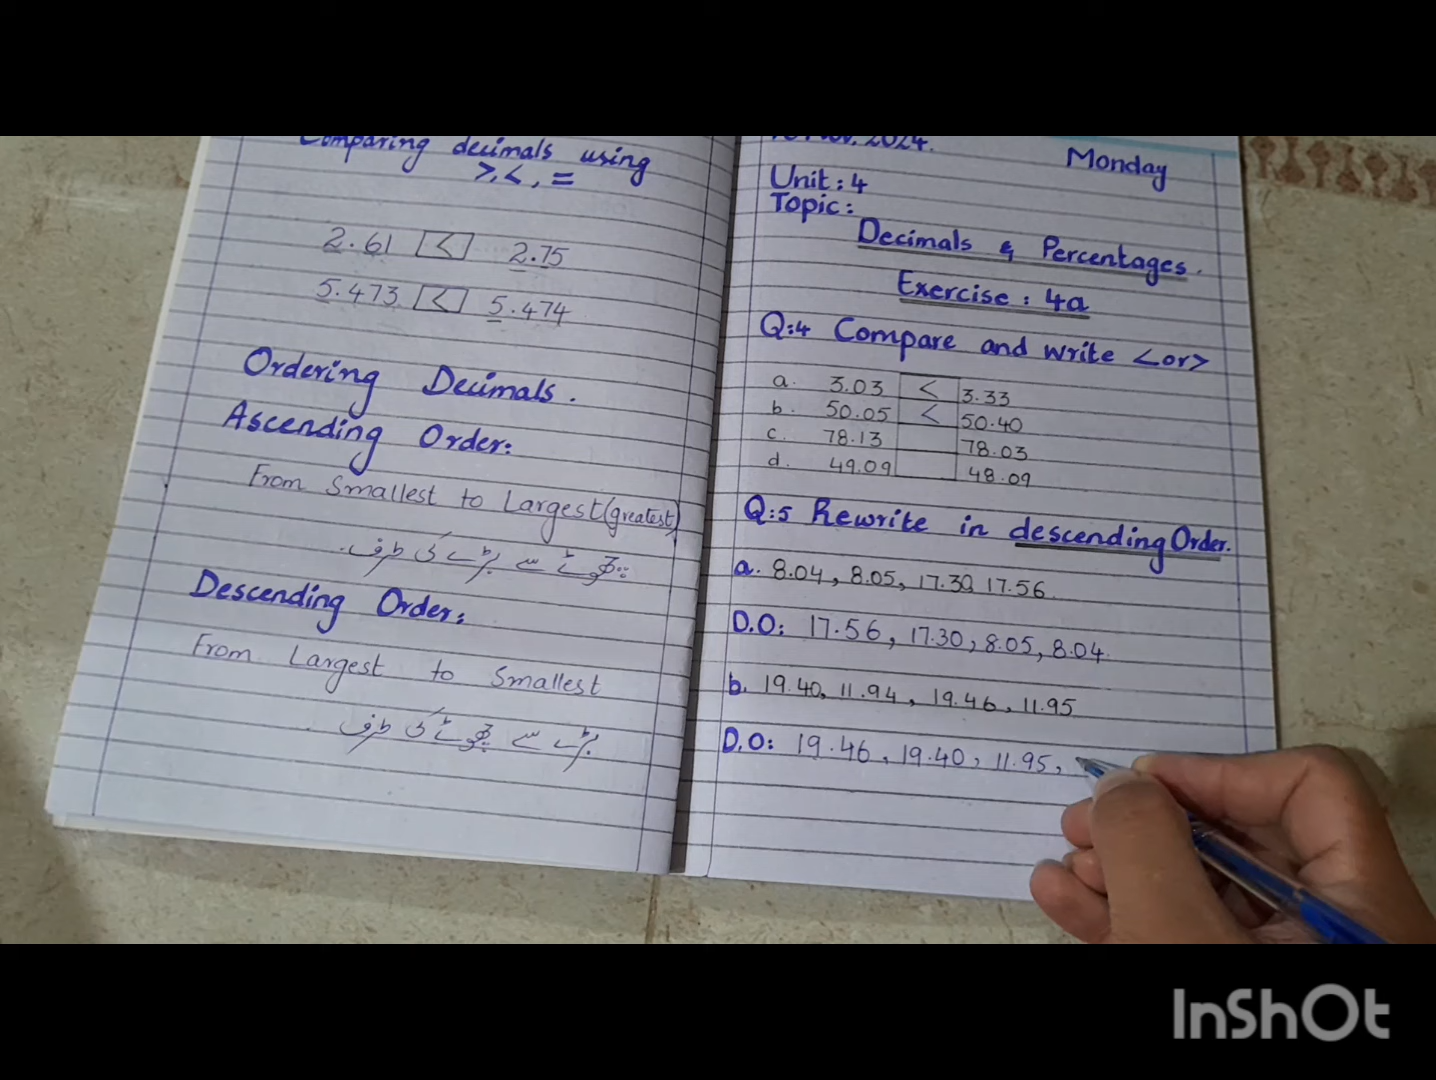 Comparing decimals using
>, < , =
2.61 < 2.75
5.473 < 5.474
Ordering Decimals.
Ascending Order:
From Smallest to Largest (greatest)
چھوٹے سے بڑے کی طرف۔
Descending Order:
From Largest to Smallest
بڑے سے چھوٹے کی طرف۔
2024.
Monday
Unit: 4
Topic:
Decimals & Percentages.
Exercise: 4a
Q:4 Compare and write <or>
a. 3.03 < 3.33
b. 50.05 < 50.40
c. 78.13 78.03
d. 49.09 48.09
Q:5 Rewrite in descending Order.
a. 8.04, 8.05, 17.30, 17.56
D.O: 17.56, 17.30, 8.05, 8.04
b. 19.40, 11.94, 19.46, 11.95
D.O: 19.46, 19.40, 11.95,
InShOt